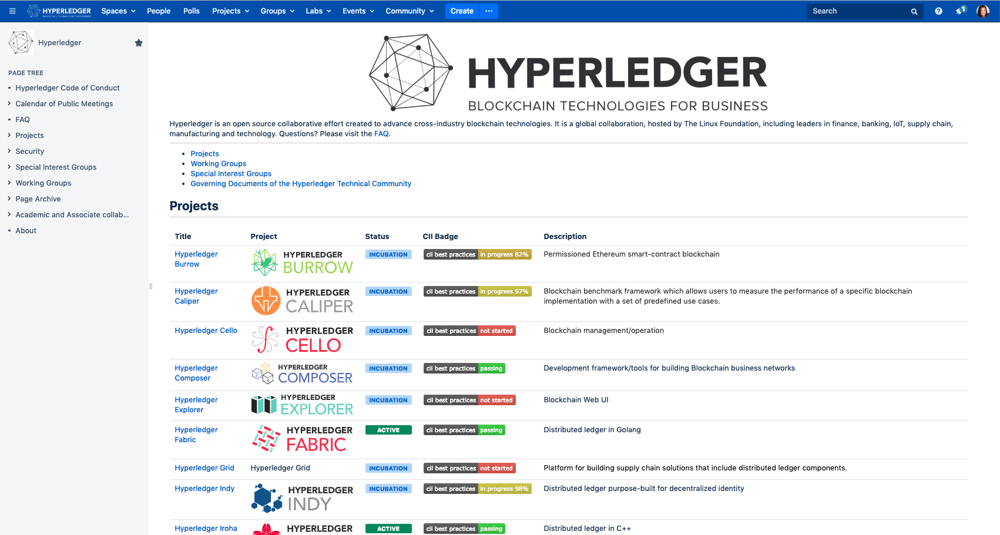 HYPERLEDGER Spaces People Polls Projects Groups Labs Events Community Create ··· Search 1
BLOCKCHAIN TECHNOLOGIES FOR BUSINESS
Hyperledger
PAGE TREE
Hyperledger Code of Conduct
Calendar of Public Meetings
FAQ
Projects
Security
Special Interest Groups
Working Groups
Page Archive
Academic and Associate collab...
About
HYPERLEDGER
BLOCKCHAIN TECHNOLOGIES FOR BUSINESS
Hyperledger is an open source collaborative effort created to advance cross-industry blockchain technologies. It is a global collaboration, hosted by The Linux Foundation, including leaders in finance, banking, IoT, supply chain,
manufacturing and technology. Questions? Please visit the FAQ.
• Projects
• Working Groups
• Special Interest Groups
• Governing Documents of the Hyperledger Technical Community
Projects
Title Project Status CII Badge Description
Hyperledger HYPERLEDGER INCUBATION cii best practices in progress 82% Permissioned Ethereum smart-contract blockchain
Burrow BURROW
Hyperledger HYPERLEDGER INCUBATION cii best practices in progress 97% Blockchain benchmark framework which allows users to measure the performance of a specific blockchain
Caliper CALIPER implementation with a set of predefined use cases.
Hyperledger Cello HYPERLEDGER INCUBATION cii best practices not started Blockchain management/operation
CELLO
Hyperledger HYPERLEDGER INCUBATION cii best practices passing Development framework/tools for building Blockchain business networks
Composer COMPOSER
Hyperledger HYPERLEDGER INCUBATION cii best practices not started Blockchain Web UI
Explorer EXPLORER
Hyperledger HYPERLEDGER ACTIVE cii best practices passing Distributed ledger in Golang
Fabric FABRIC
Hyperledger Grid Hyperledger Grid INCUBATION cii best practices not started Platform for building supply chain solutions that include distributed ledger components.
Hyperledger Indy HYPERLEDGER INCUBATION cii best practices in progress 98% Distributed ledger purpose-built for decentralized identity
INDY
Hyperledger Iroha HYPERLEDGER ACTIVE cii best practices passing Distributed ledger in C++